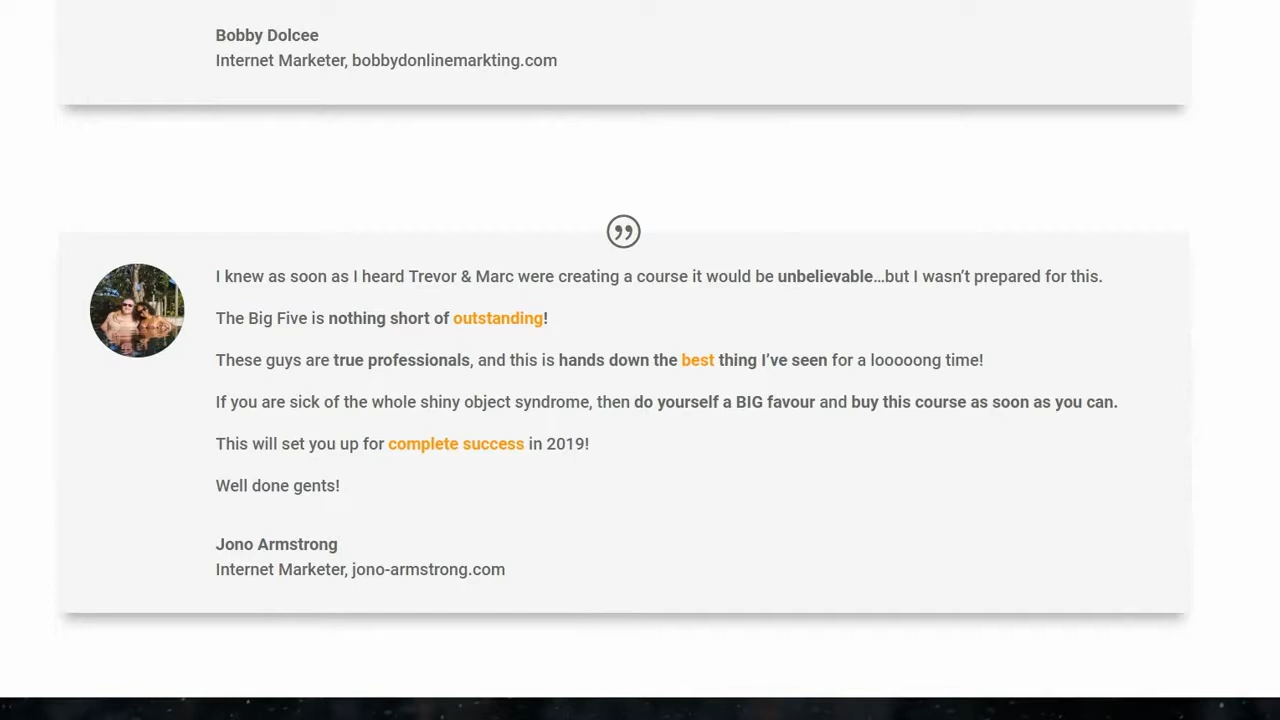 Bobby Dolcee
Internet Marketer, bobbydonlinemarkting.com
I knew as soon as I heard Trevor & Marc were creating a course it would be unbelievable…but I wasn’t prepared for this.
The Big Five is nothing short of outstanding!
These guys are true professionals, and this is hands down the best thing I’ve seen for a looooong time!
If you are sick of the whole shiny object syndrome, then do yourself a BIG favour and buy this course as soon as you can.
This will set you up for complete success in 2019!
Well done gents!
Jono Armstrong
Internet Marketer, jono-armstrong.com